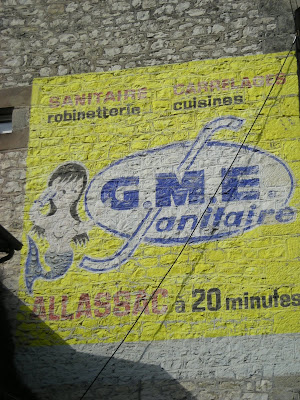 SANITAIRE CARRELAGES
robinetterie... cuisines...
G.M.E
Sanitaire
ALLASSAC à 20 minutes